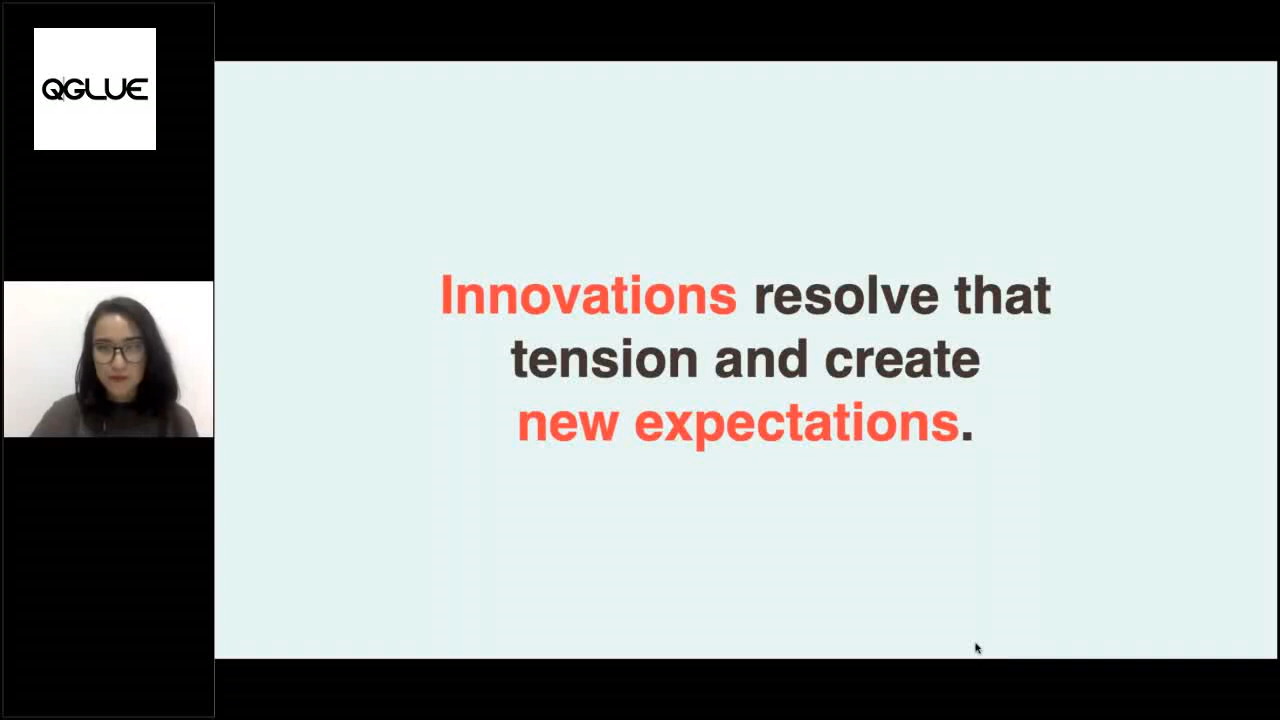 QGLUE
Innovations resolve that
tension and create
new expectations.